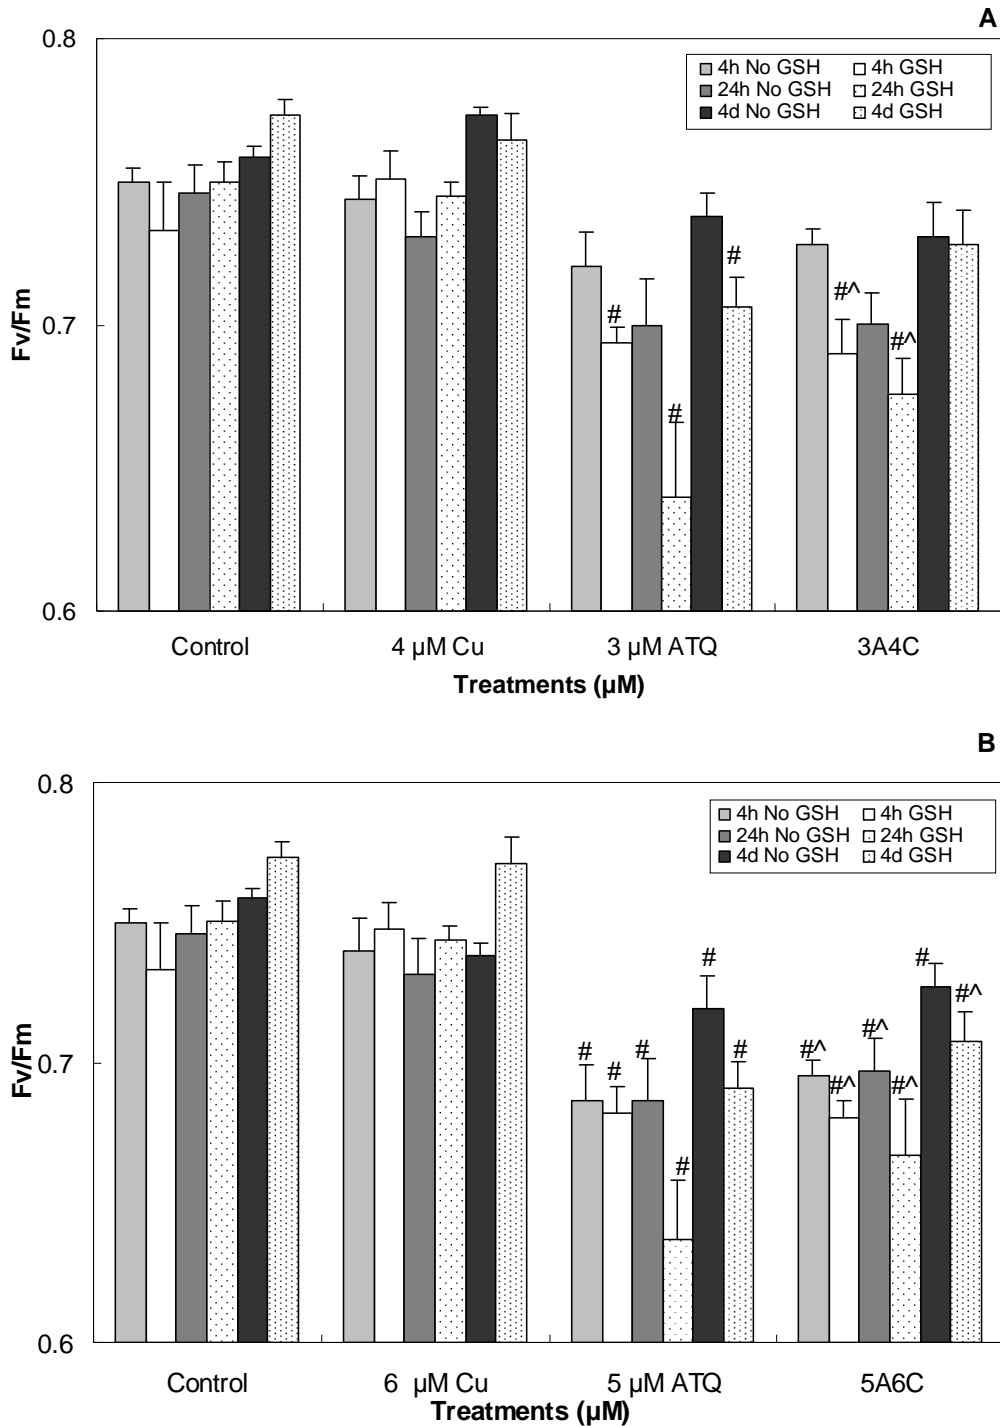 A
0.8
4h No GSH 4h GSH
24h No GSH 24h GSH
4d No GSH 4d GSH
Fv/Fm
#
#^
0.7
#
#^
#
0.6
Control 4 µM Cu 3 µM ATQ 3A4C
Treatments (µM)
B
0.8
4h No GSH 4h GSH
24h No GSH 24h GSH
4d No GSH 4d GSH
Fv/Fm
# #
#^
# # # #^ #^
0.7
# #^ #^
#
0.6
Control 6 µM Cu 5 µM ATQ 5A6C
Treatments (µM)